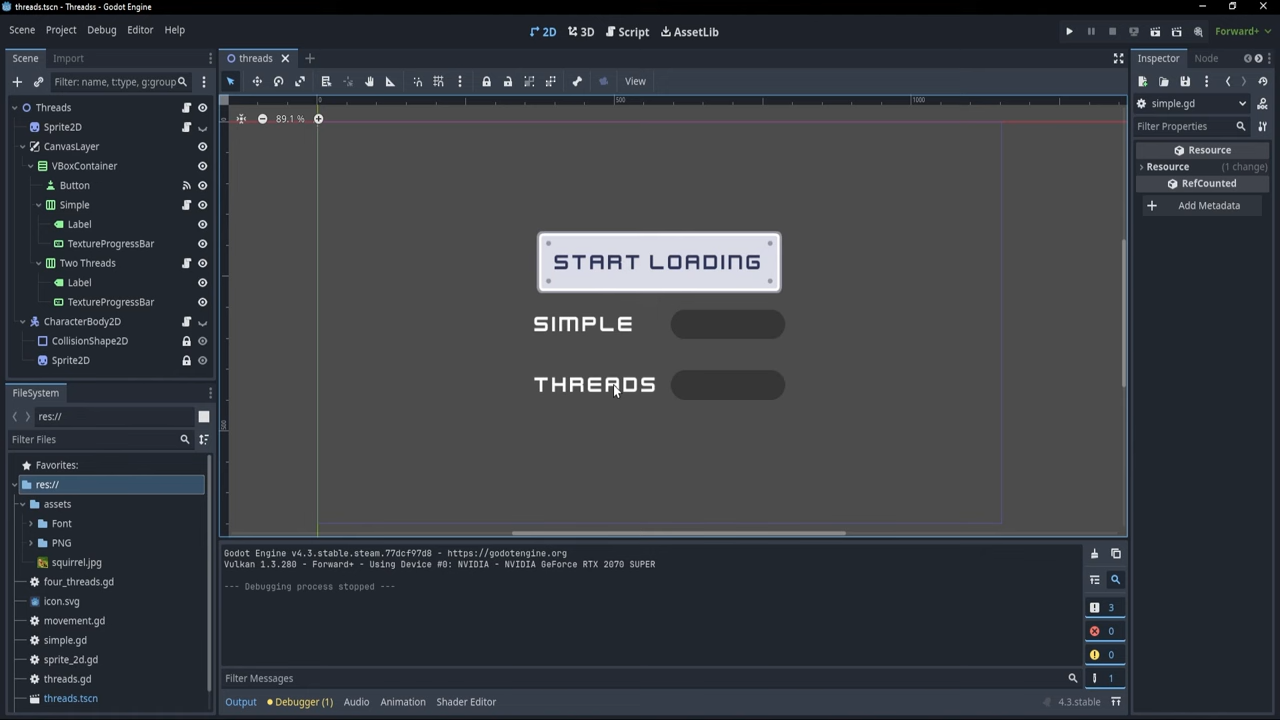 threads.tscn - Threadss - Godot Engine
Scene Project Debug Editor Help
2D 3D Script AssetLib
Forward+
Scene Import
Filter: name, t:type, g:group
Threads
Sprite2D
CanvasLayer
VBoxContainer
Button
Simple
Label
TextureProgressBar
Two Threads
Label
TextureProgressBar
CharacterBody2D
CollisionShape2D
Sprite2D
FileSystem
res://
Filter Files
Favorites:
res://
assets
Font
PNG
squirrel.jpg
four_threads.gd
icon.svg
movement.gd
simple.gd
sprite_2d.gd
threads.gd
threads.tscn
threads
View
0 500 1000
89.1 %
500
START LOADING
SIMPLE
THREADS
Godot Engine v4.3.stable.steam.77dcf97d8 - https://godotengine.org
Vulkan 1.3.280 - Forward+ - Using Device #0: NVIDIA - NVIDIA GeForce RTX 2070 SUPER
--- Debugging process stopped ---
3
0
0
1
Filter Messages
Output Debugger (1) Audio Animation Shader Editor
4.3.stable
Inspector Node
simple.gd
Filter Properties
Resource
Resource (1 change)
RefCounted
Add Metadata